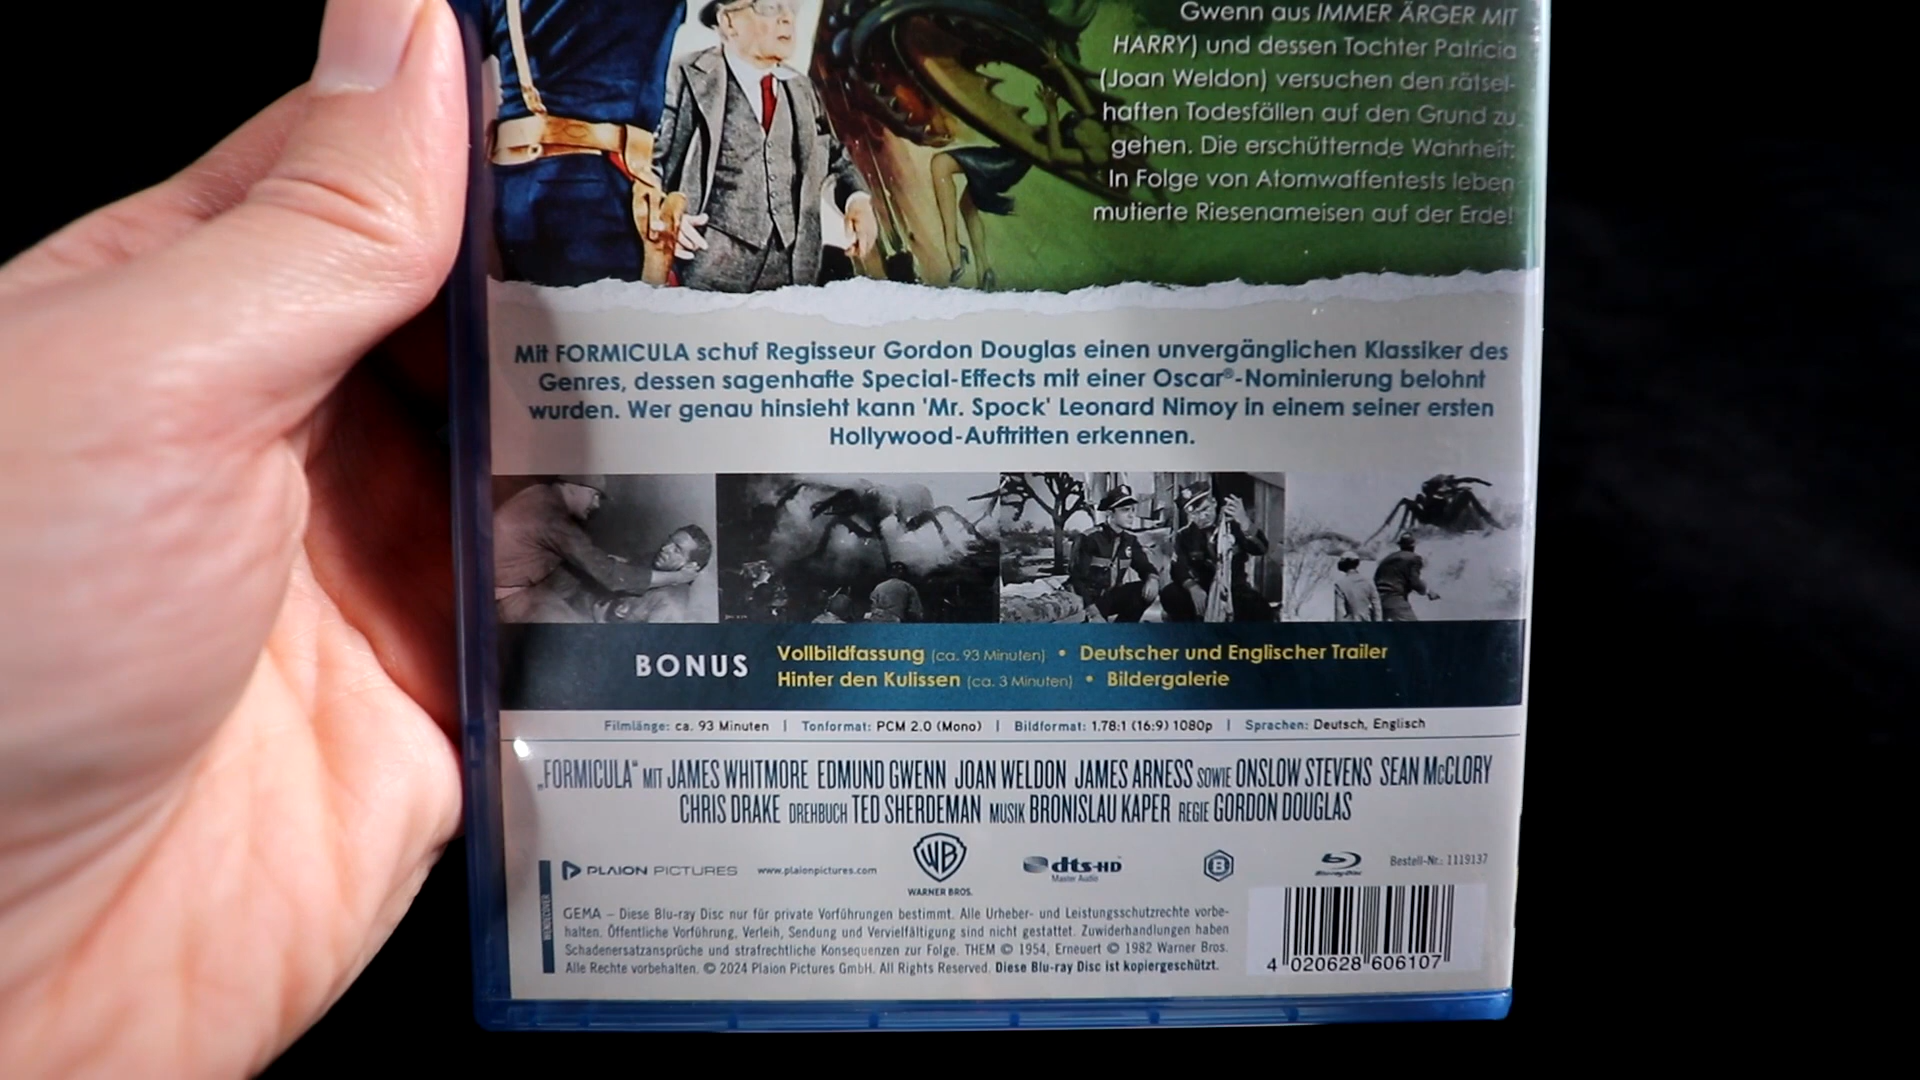 Gwenn aus IMMER ÄRGER MIT
HARRY) und dessen Tochter Patricia
(Joan Weldon) versuchen den rätsel-
haften Todesfällen auf den Grund zu
gehen. Die erschütternde Wahrheit:
In Folge von Atomwaffentests leben
mutierte Riesenameisen auf der Erde!
Mit FORMICULA schuf Regisseur Gordon Douglas einen unvergänglichen Klassiker des
Genres, dessen sagenhafte Special-Effects mit einer Oscar®-Nominierung belohnt
wurden. Wer genau hinsieht kann 'Mr. Spock' Leonard Nimoy in einem seiner ersten
Hollywood-Auftritten erkennen.
BONUS
Vollbildfassung (ca. 93 Minuten) • Deutscher und Englischer Trailer
Hinter den Kulissen (ca. 3 Minuten) • Bildergalerie
Filmlänge: ca. 93 Minuten | Tonformat: PCM 2.0 (Mono) | Bildformat: 1.78:1 (16:9) 1080p | Sprachen: Deutsch, Englisch
„FORMICULA“ MIT JAMES WHITMORE EDMUND GWENN JOAN WELDON JAMES ARNESS SOWIE ONSLOW STEVENS SEAN McCLORY
CHRIS DRAKE DREHBUCH TED SHERDEMAN MUSIK BRONISLAU KAPER REGIE GORDON DOUGLAS
PLAION PICTURES www.plaionpictures.com WB WARNER BROS. dts-HD Master Audio B Blu-ray Disc Bestell-Nr.: 1119137
WENDECOVER
GEMA – Diese Blu-ray Disc nur für private Vorführungen bestimmt. Alle Urheber- und Leistungsschutzrechte vorbe-
halten. Öffentliche Vorführung, Verleih, Sendung und Vervielfältigung sind nicht gestattet. Zuwiderhandlungen haben
Schadenersatzansprüche und strafrechtliche Konsequenzen zur Folge. THEM © 1954, Erneuert © 1982 Warner Bros.
Alle Rechte vorbehalten. © 2024 Plaion Pictures GmbH. All Rights Reserved. Diese Blu-ray Disc ist kopiergeschützt.
4 020628 606107